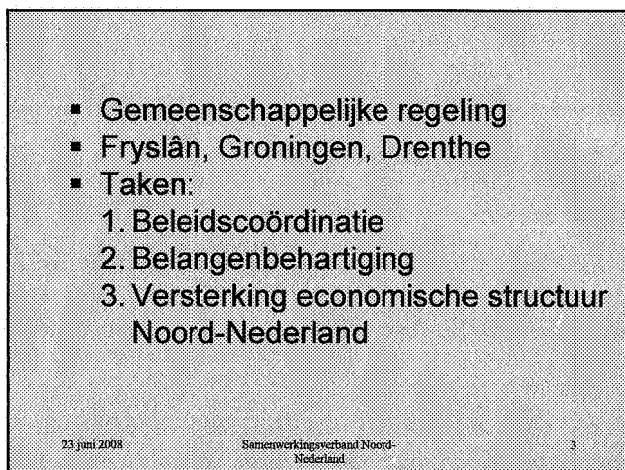 ▪ Gemeenschappelijke regeling
▪ Fryslân, Groningen, Drenthe
▪ Taken:
1. Beleidscoördinatie
2. Belangenbehartiging
3. Versterking economische structuur
Noord-Nederland
23 juni 2008 Samenwerkingsverband Noord- 3
Nederland